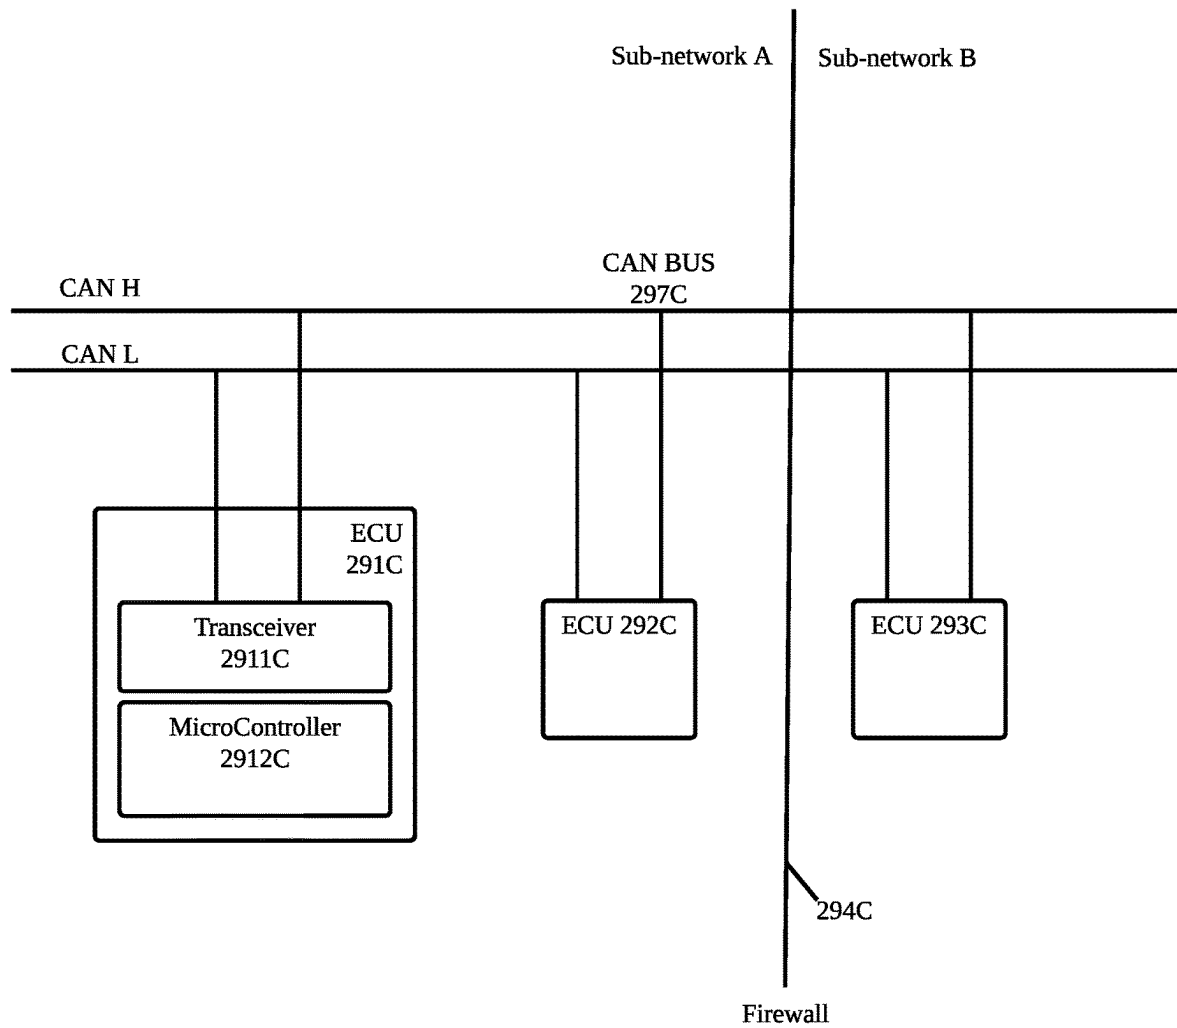 Sub-network A
Sub-network B
CAN BUS
297C
CAN H
CAN L
ECU
291C
Transceiver
2911C
MicroController
2912C
ECU 292C
ECU 293C
294C
Firewall